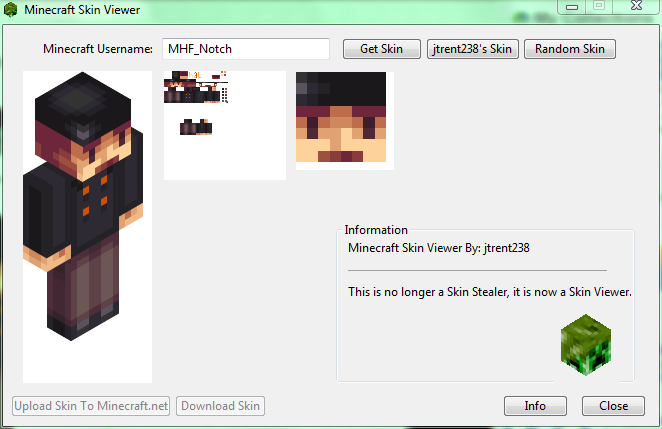 Minecraft Skin Viewer
My Collections
Minecraft Username: MHF_Notch Get Skin jtrent238's Skin Random Skin
Information
Minecraft Skin Viewer By: jtrent238
This is no longer a Skin Stealer, it is now a Skin Viewer.
Upload Skin To Minecraft.net Download Skin Info Close